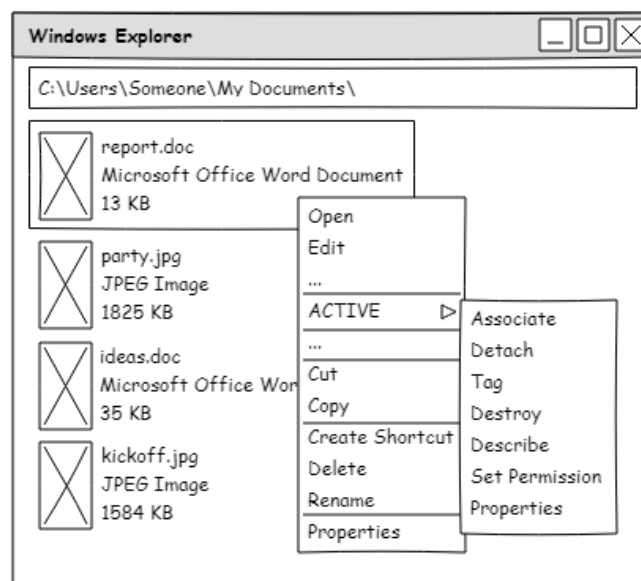 Windows Explorer
C:\Users\Someone\My Documents\
report.doc
Microsoft Office Word Document
13 KB
party.jpg
JPEG Image
1825 KB
ideas.doc
Microsoft Office Wor
35 KB
kickoff.jpg
JPEG Image
1584 KB
Open
Edit
...
ACTIVE
...
Cut
Copy
Create Shortcut
Delete
Rename
Properties
Associate
Detach
Tag
Destroy
Describe
Set Permission
Properties